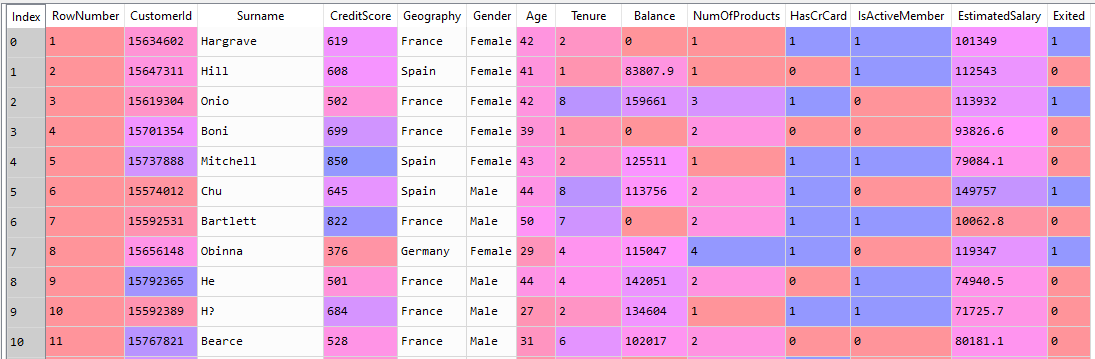 Index RowNumber CustomerId Surname CreditScore Geography Gender Age Tenure Balance NumOfProducts HasCrCard IsActiveMember EstimatedSalary Exited
0 1 15634602 Hargrave 619 France Female 42 2 0 1 1 1 101349 1
1 2 15647311 Hill 608 Spain Female 41 1 83807.9 1 0 1 112543 0
2 3 15619304 Onio 502 France Female 42 8 159661 3 1 0 113932 1
3 4 15701354 Boni 699 France Female 39 1 0 2 0 0 93826.6 0
4 5 15737888 Mitchell 850 Spain Female 43 2 125511 1 1 1 79084.1 0
5 6 15574012 Chu 645 Spain Male 44 8 113756 2 1 0 149757 1
6 7 15592531 Bartlett 822 France Male 50 7 0 2 1 1 10062.8 0
7 8 15656148 Obinna 376 Germany Female 29 4 115047 4 1 0 119347 1
8 9 15792365 He 501 France Male 44 4 142051 2 0 1 74940.5 0
9 10 15592389 H? 684 France Male 27 2 134604 1 1 1 71725.7 0
10 11 15767821 Bearce 528 France Male 31 6 102017 2 0 0 80181.1 0